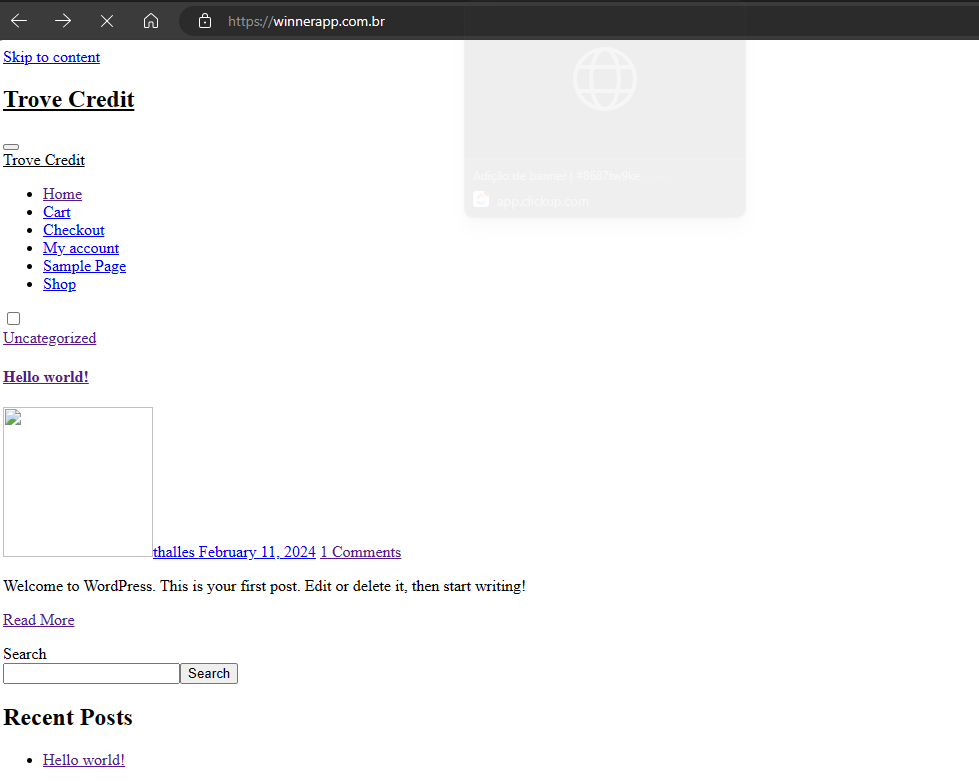 https://winnerapp.com.br
Skip to content
Trove Credit
Trove Credit
Home
Cart
Checkout
My account
Sample Page
Shop
Uncategorized
Hello world!
thalles February 11, 2024 1 Comments
Welcome to WordPress. This is your first post. Edit or delete it, then start writing!
Read More
Search
Search
Recent Posts
Hello world!
Adição de banner |
app.clickup.com